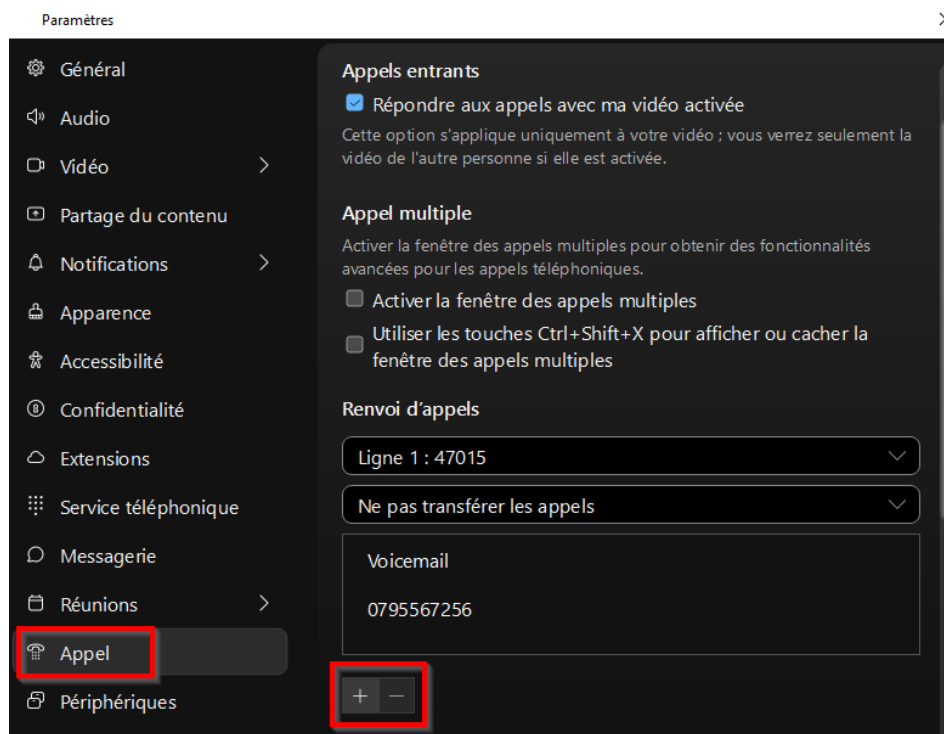 Paramètres
Général
Audio
Vidéo
Partage du contenu
Notifications
Apparence
Accessibilité
Confidentialité
Extensions
Service téléphonique
Messagerie
Réunions
Appel
Périphériques
Appels entrants
Répondre aux appels avec ma vidéo activée
Cette option s'applique uniquement à votre vidéo ; vous verrez seulement la
vidéo de l'autre personne si elle est activée.
Appel multiple
Activer la fenêtre des appels multiples pour obtenir des fonctionnalités
avancées pour les appels téléphoniques.
Activer la fenêtre des appels multiples
Utiliser les touches Ctrl+Shift+X pour afficher ou cacher la
fenêtre des appels multiples
Renvoi d’appels
Ligne 1 : 47015
Ne pas transférer les appels
Voicemail
0795567256
+ −